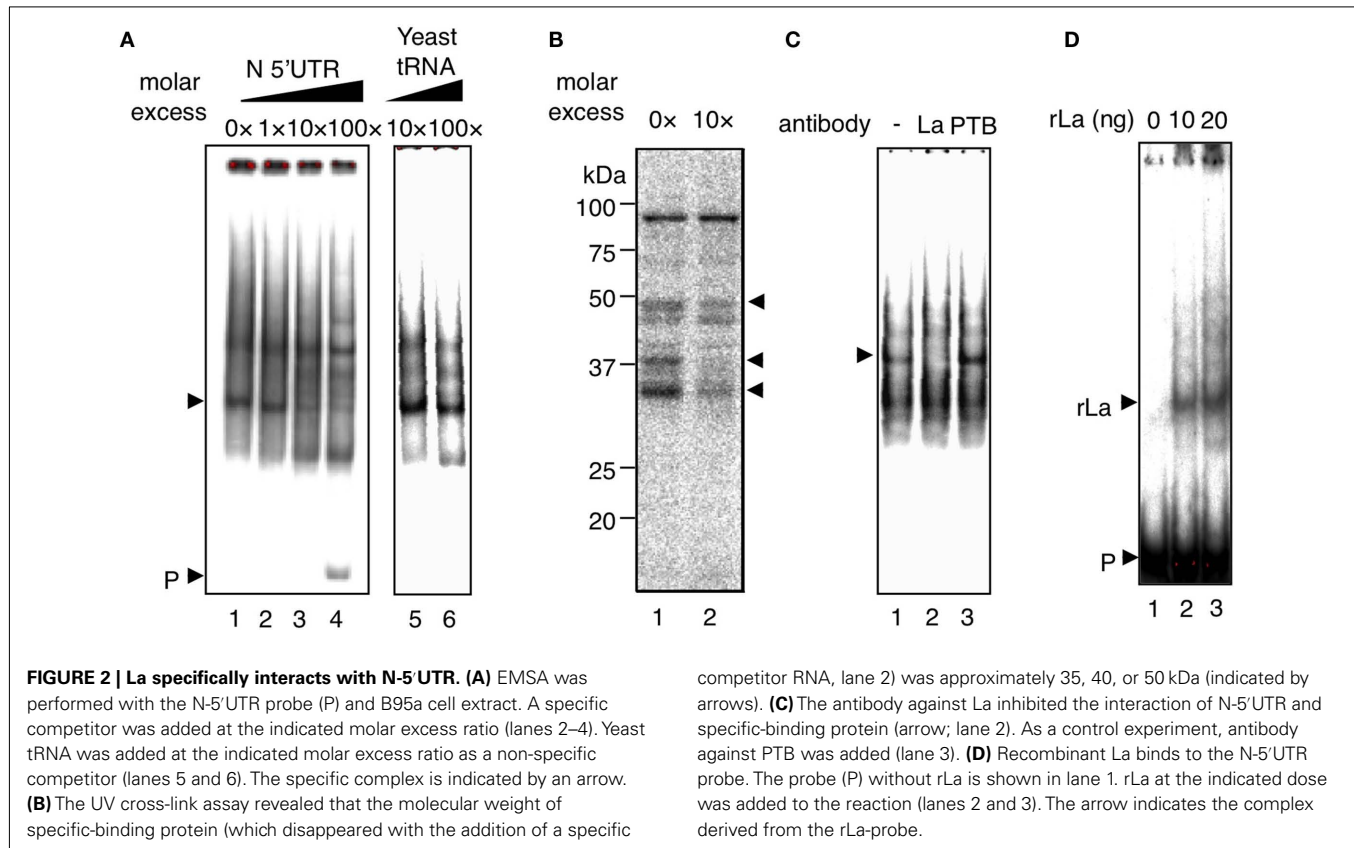 A
molar
excess
N 5'UTR
Yeast
tRNA
0× 1× 10× 100× 10× 100×
P
1 2 3 4 5 6
B
molar
excess
0× 10×
kDa
100
75
50
37
25
20
1 2
C
antibody - La PTB
1 2 3
D
rLa (ng) 0 10 20
rLa
P
1 2 3
FIGURE 2 | La specifically interacts with N-5′UTR. (A) EMSA was
performed with the N-5′UTR probe (P) and B95a cell extract. A specific
competitor was added at the indicated molar excess ratio (lanes 2–4). Yeast
tRNA was added at the indicated molar excess ratio as a non-specific
competitor (lanes 5 and 6). The specific complex is indicated by an arrow.
(B) The UV cross-link assay revealed that the molecular weight of
specific-binding protein (which disappeared with the addition of a specific
competitor RNA, lane 2) was approximately 35, 40, or 50 kDa (indicated by
arrows). (C) The antibody against La inhibited the interaction of N-5′UTR and
specific-binding protein (arrow; lane 2). As a control experiment, antibody
against PTB was added (lane 3). (D) Recombinant La binds to the N-5′UTR
probe. The probe (P) without rLa is shown in lane 1. rLa at the indicated dose
was added to the reaction (lanes 2 and 3). The arrow indicates the complex
derived from the rLa-probe.